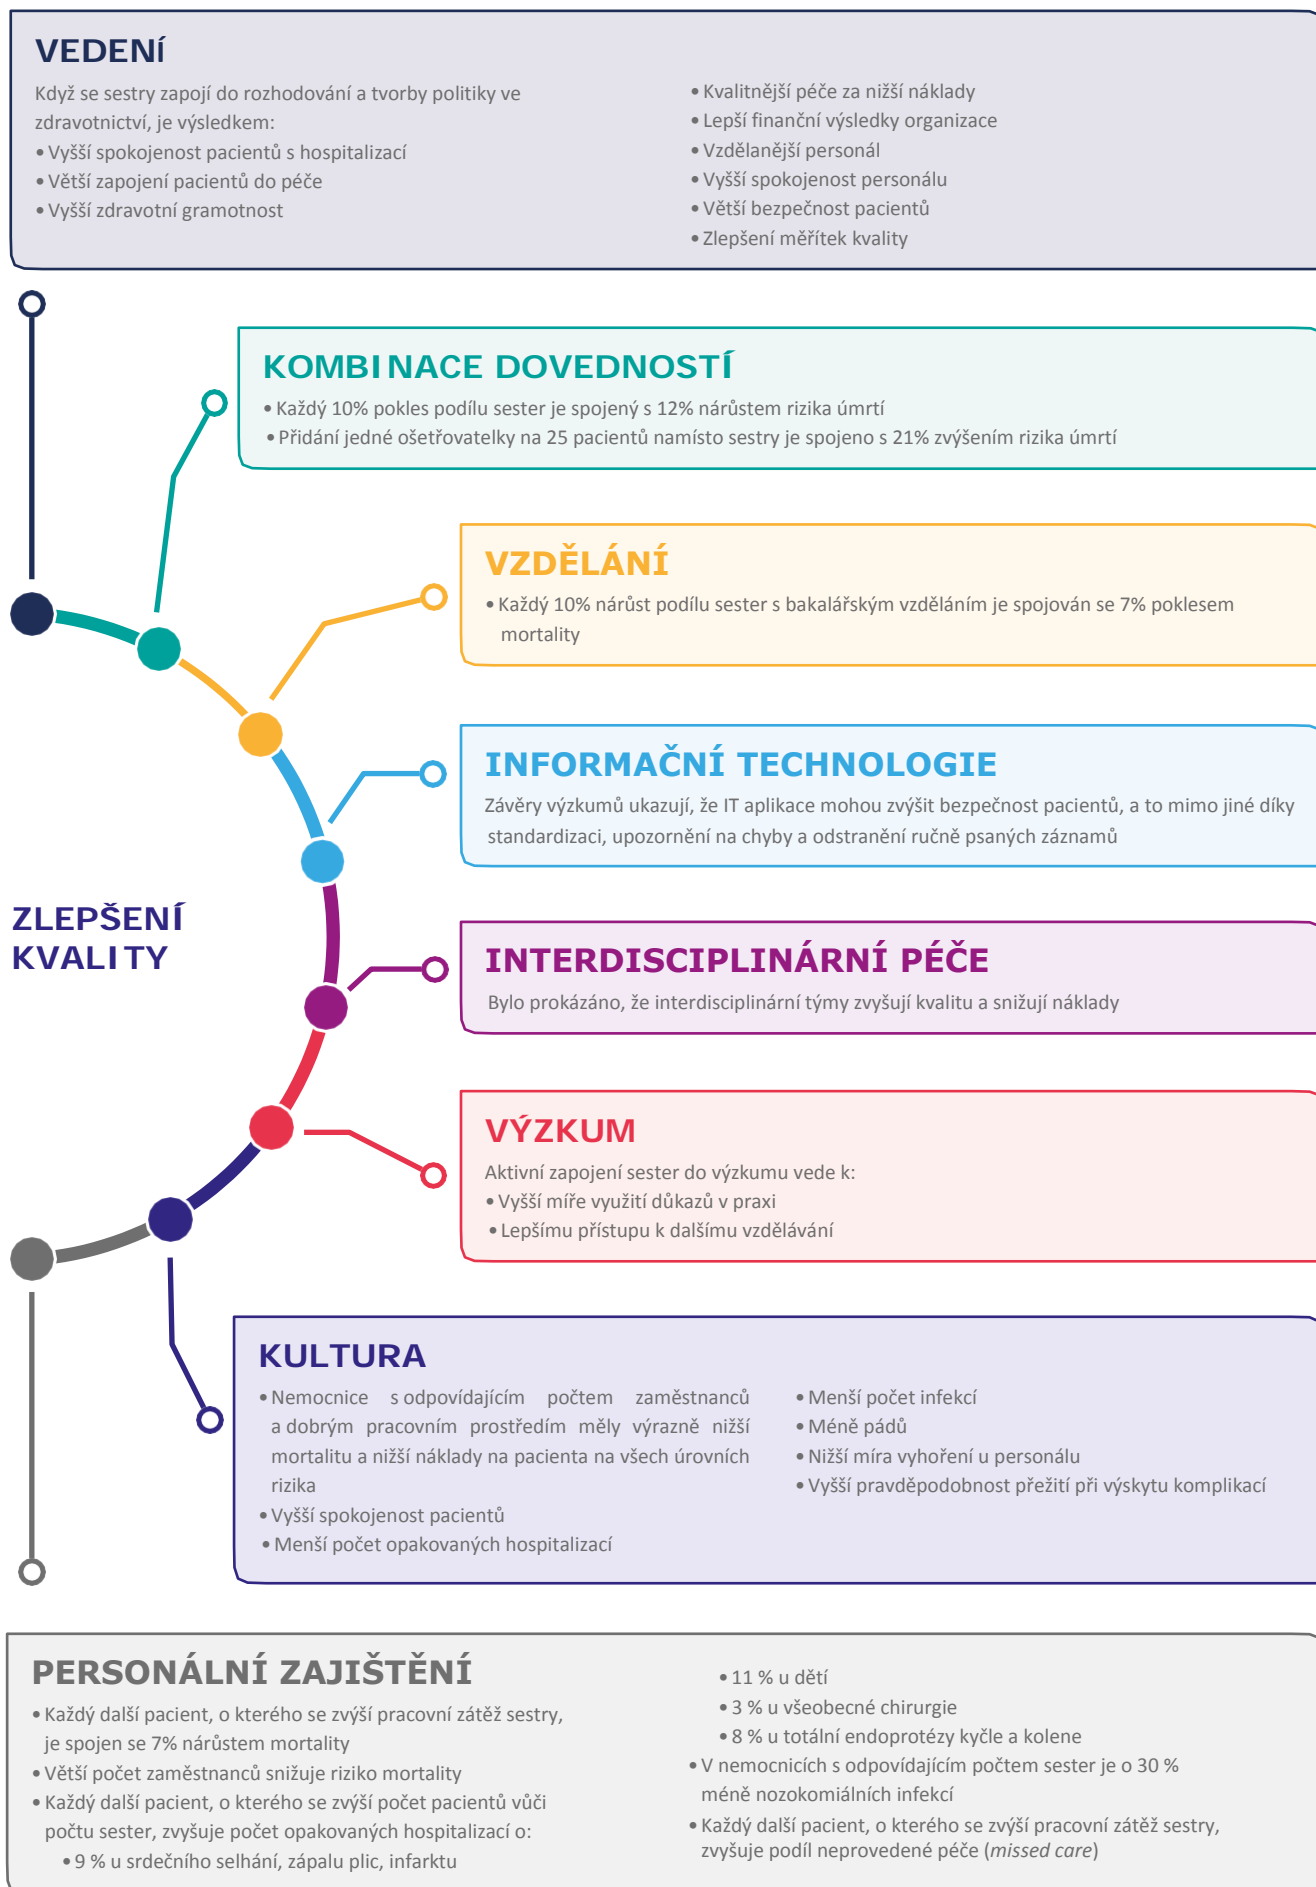 VEDENÍ
Když se sestry zapojí do rozhodování a tvorby politiky ve
zdravotnictví, je výsledkem:
• Vyšší spokojenost pacientů s hospitalizací
• Větší zapojení pacientů do péče
• Vyšší zdravotní gramotnost
• Kvalitnější péče za nižší náklady
• Lepší finanční výsledky organizace
• Vzdělanější personál
• Vyšší spokojenost personálu
• Větší bezpečnost pacientů
• Zlepšení měřítek kvality
KOMBINACE DOVEDNOSTÍ
• Každý 10% pokles podílu sester je spojený s 12% nárůstem rizika úmrtí
• Přidání jedné ošetřovatelky na 25 pacientů namísto sestry je spojeno s 21% zvýšením rizika úmrtí
VZDĚLÁNÍ
• Každý 10% nárůst podílu sester s bakalářským vzděláním je spojován se 7% poklesem
mortality
INFORMAČNÍ TECHNOLOGIE
Závěry výzkumů ukazují, že IT aplikace mohou zvýšit bezpečnost pacientů, a to mimo jiné díky
standardizaci, upozornění na chyby a odstranění ručně psaných záznamů
ZLEPŠENÍ
KVALITY
INTERDISCIPLINÁRNÍ PÉČE
Bylo prokázáno, že interdisciplinární týmy zvyšují kvalitu a snižují náklady
VÝZKUM
Aktivní zapojení sester do výzkumu vede k:
• Vyšší míře využití důkazů v praxi
• Lepšímu přístupu k dalšímu vzdělávání
KULTURA
• Nemocnice s odpovídajícím počtem zaměstnanců
a dobrým pracovním prostředím měly výrazně nižší
mortalitu a nižší náklady na pacienta na všech úrovních
rizika
• Vyšší spokojenost pacientů
• Menší počet opakovaných hospitalizací
• Menší počet infekcí
• Méně pádů
• Nižší míra vyhoření u personálu
• Vyšší pravděpodobnost přežití při výskytu komplikací
PERSONÁLNÍ ZAJIŠTĚNÍ
• Každý další pacient, o kterého se zvýší pracovní zátěž sestry,
je spojen se 7% nárůstem mortality
• Větší počet zaměstnanců snižuje riziko mortality
• Každý další pacient, o kterého se zvýší počet pacientů vůči
počtu sester, zvyšuje počet opakovaných hospitalizací o:
• 9 % u srdečního selhání, zápalu plic, infarktu
• 11 % u dětí
• 3 % u všeobecné chirurgie
• 8 % u totální endoprotézy kyčle a kolene
• V nemocnicích s odpovídajícím počtem sester je o 30 %
méně nozokomiálních infekcí
• Každý další pacient, o kterého se zvýší pracovní zátěž sestry,
zvyšuje podíl neprovedené péče (missed care)